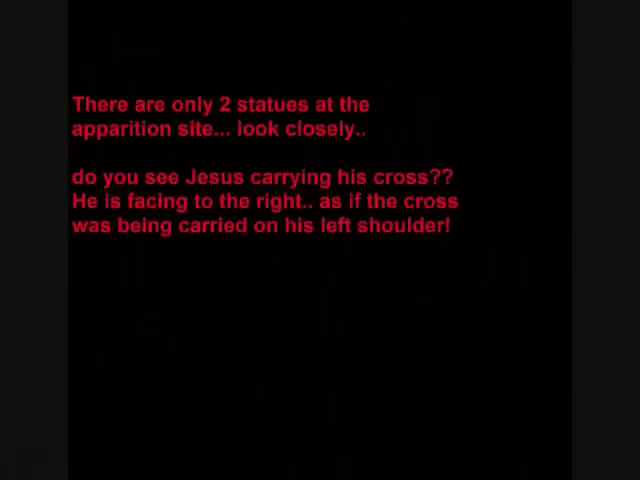 There are only 2 statues at the
apparition site... look closely..
do you see Jesus carrying his cross??
He is facing to the right.. as if the cross
was being carried on his left shoulder!